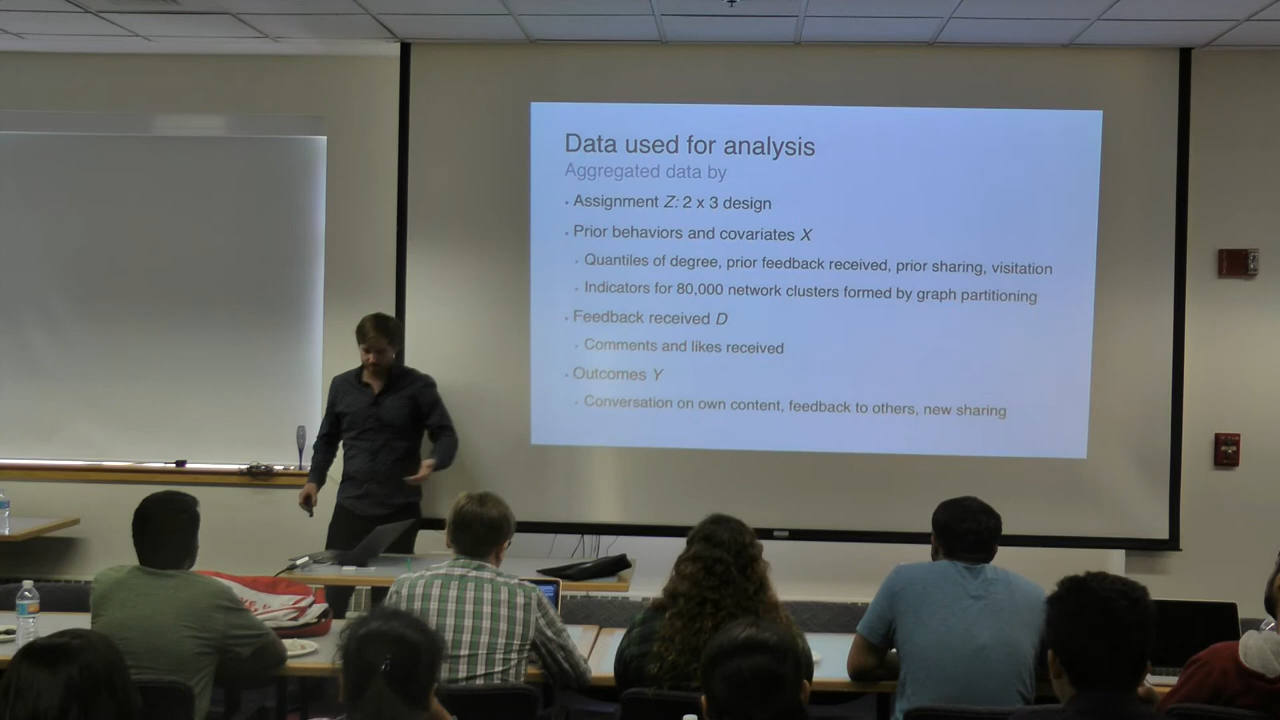 Data used for analysis
Aggregated data by
Assignment Z: 2 x 3 design
Prior behaviors and covariates X
Quantiles of degree, prior feedback received, prior sharing, visitation
Indicators for 80,000 network clusters formed by graph partitioning
Feedback received D
Comments and likes received
Outcomes Y
Conversation on own content, feedback to others, new sharing